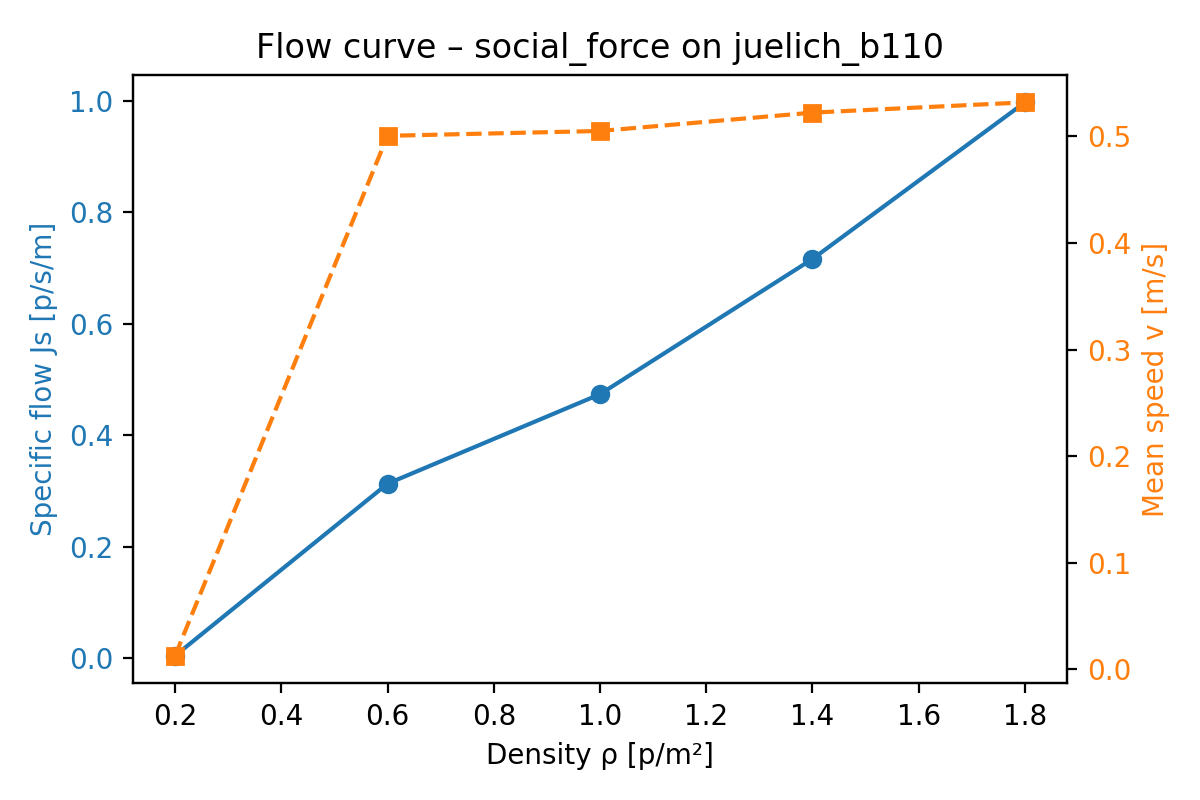 Flow curve – social_force on juelich_b110
Specific flow Js [p/s/m]
1.0
0.8
0.6
0.4
0.2
0.0
0.5
0.4
0.3
0.2
0.1
0.0
Mean speed v [m/s]
0.2 0.4 0.6 0.8 1.0 1.2 1.4 1.6 1.8
Density ρ [p/m²]